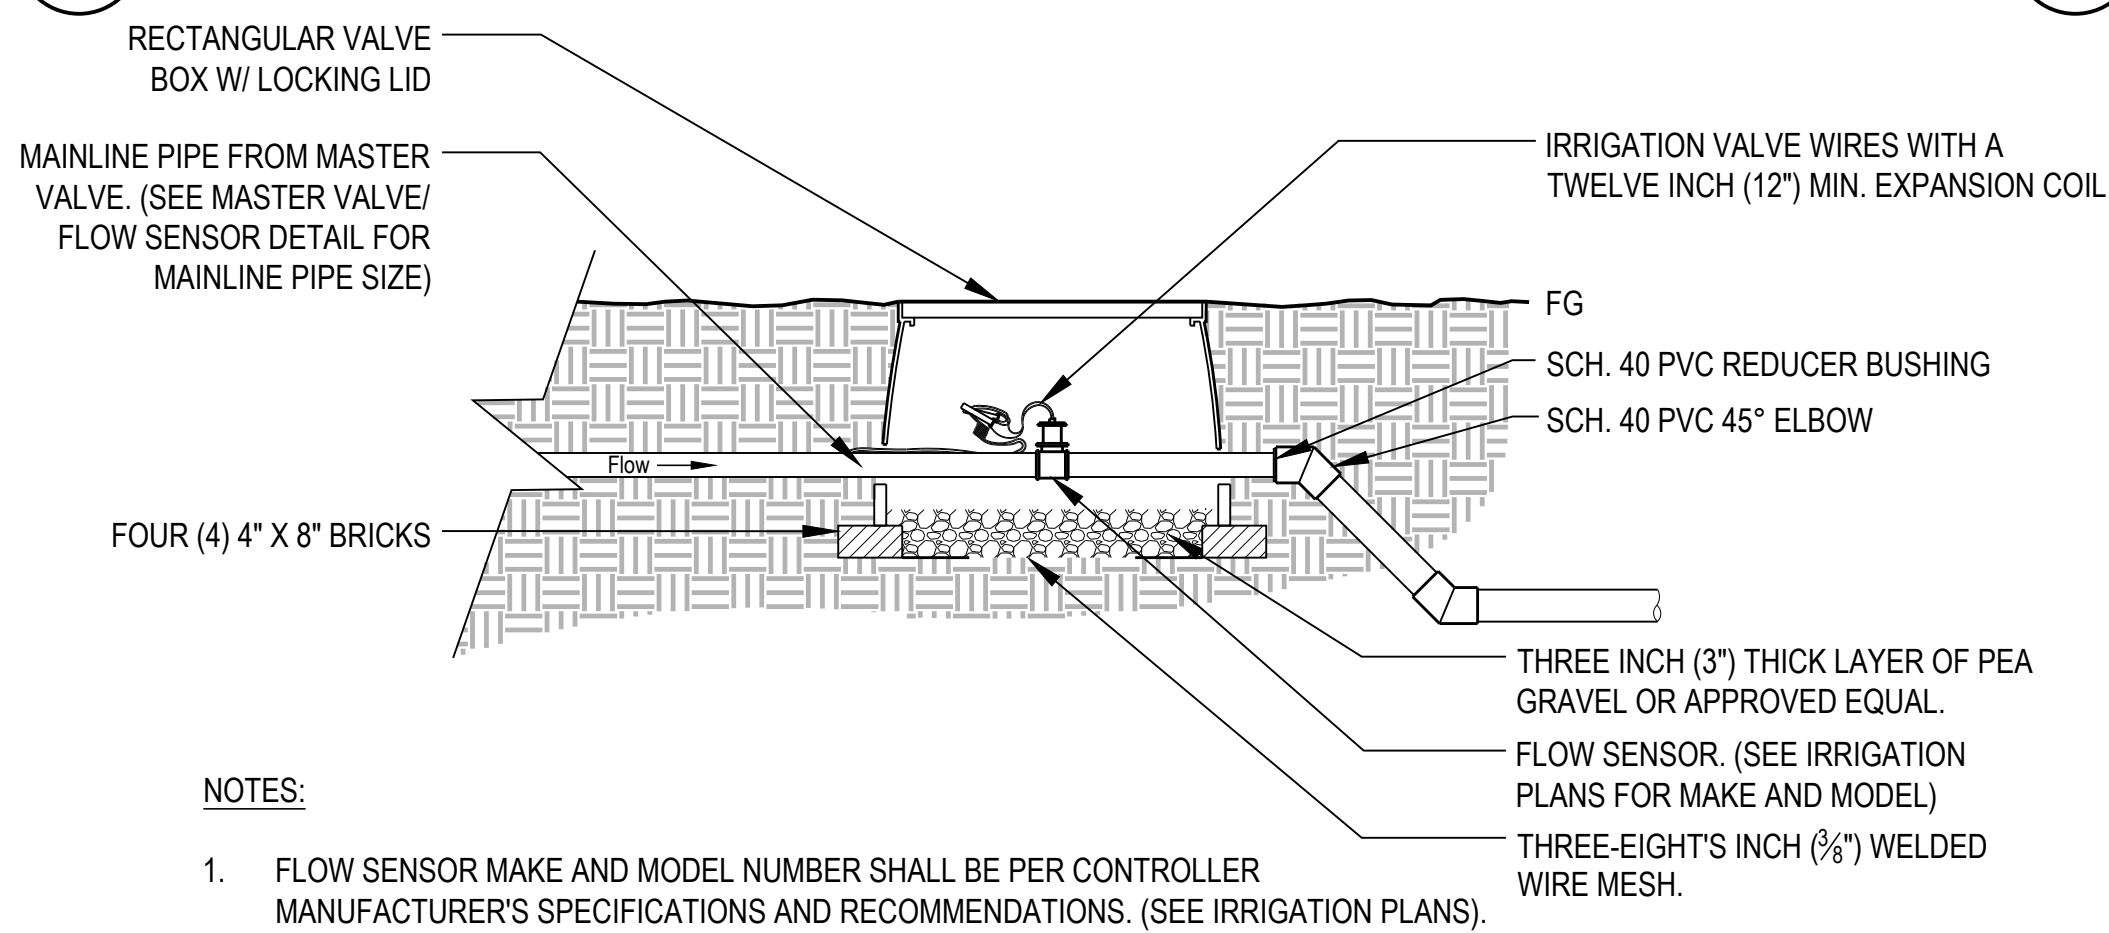 RECTANGULAR VALVE
BOX W/ LOCKING LID
MAINLINE PIPE FROM MASTER
VALVE. (SEE MASTER VALVE/
FLOW SENSOR DETAIL FOR
MAINLINE PIPE SIZE)
IRRIGATION VALVE WIRES WITH A
TWELVE INCH (12") MIN. EXPANSION COIL
FG
SCH. 40 PVC REDUCER BUSHING
SCH. 40 PVC 45° ELBOW
Flow
FOUR (4) 4" X 8" BRICKS
THREE INCH (3") THICK LAYER OF PEA
GRAVEL OR APPROVED EQUAL.
FLOW SENSOR. (SEE IRRIGATION
PLANS FOR MAKE AND MODEL)
THREE-EIGHT'S INCH (3⁄8") WELDED
WIRE MESH.
NOTES:
1. FLOW SENSOR MAKE AND MODEL NUMBER SHALL BE PER CONTROLLER
MANUFACTURER'S SPECIFICATIONS AND RECOMMENDATIONS. (SEE IRRIGATION PLANS).